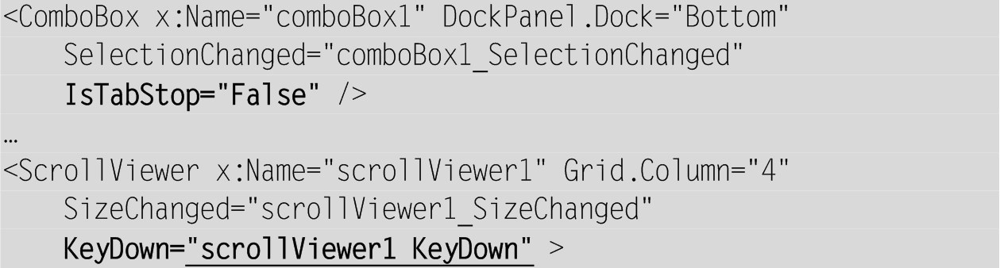 <ComboBox x:Name="comboBox1" DockPanel.Dock="Bottom"
    SelectionChanged="comboBox1_SelectionChanged"
    IsTabStop="False" />
…
<ScrollViewer x:Name="scrollViewer1" Grid.Column="4"
    SizeChanged="scrollViewer1_SizeChanged"
    KeyDown="scrollViewer1_KeyDown" >